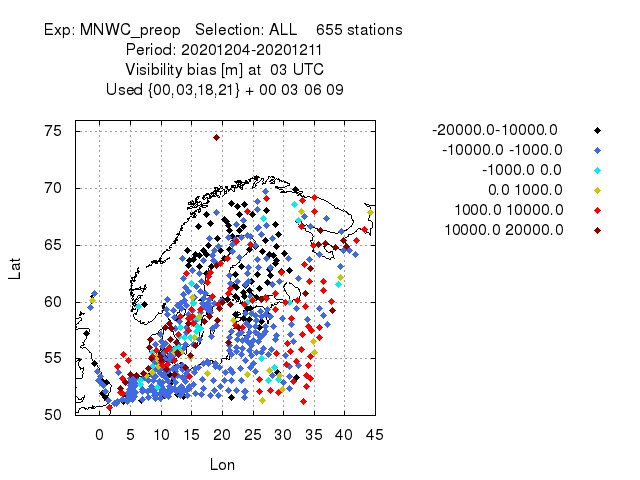 Exp: MNWC_preop   Selection: ALL    655 stations
Period: 20201204-20201211
Visibility bias [m] at  03 UTC
Used {00,03,18,21} + 00 03 06 09
-20000.0-10000.0
-10000.0 -1000.0
-1000.0 0.0
0.0 1000.0
1000.0 10000.0
10000.0 20000.0
75
70
65
60
55
50
Lat
0 5 10 15 20 25 30 35 40 45
Lon